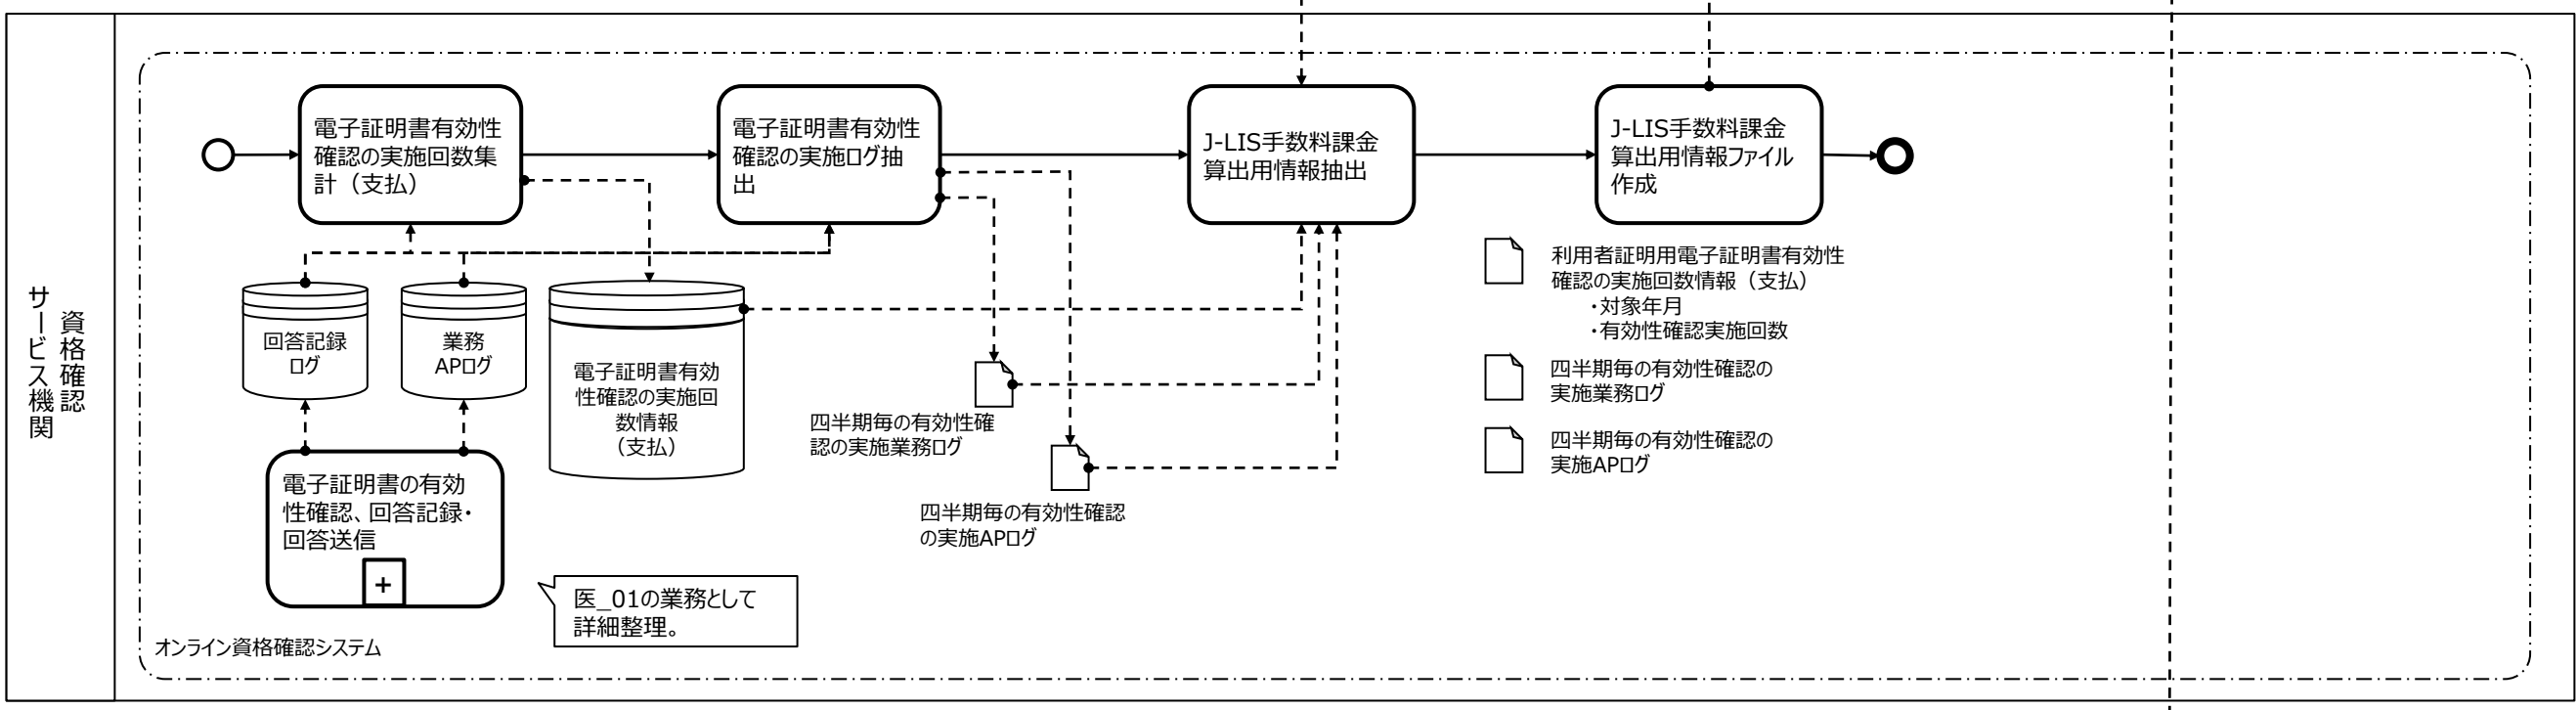 資格確認
サービス機関
電子証明書有効性
確認の実施回数集
計（支払）
電子証明書有効性
確認の実施ログ抽
出
J-LIS手数料課金
算出用情報抽出
J-LIS手数料課金
算出用情報ファイル
作成
回答記録
ログ
業務
APログ
電子証明書有効
性確認の実施回
数情報
（支払）
四半期毎の有効性確
認の実施業務ログ
四半期毎の有効性確認
の実施APログ
利用者証明用電子証明書有効性
確認の実施回数情報（支払）
・対象年月
・有効性確認実施回数
四半期毎の有効性確認の
実施業務ログ
四半期毎の有効性確認の
実施APログ
電子証明書の有効
性確認、回答記録・
回答送信
+
医_01の業務として
詳細整理。
オンライン資格確認システム